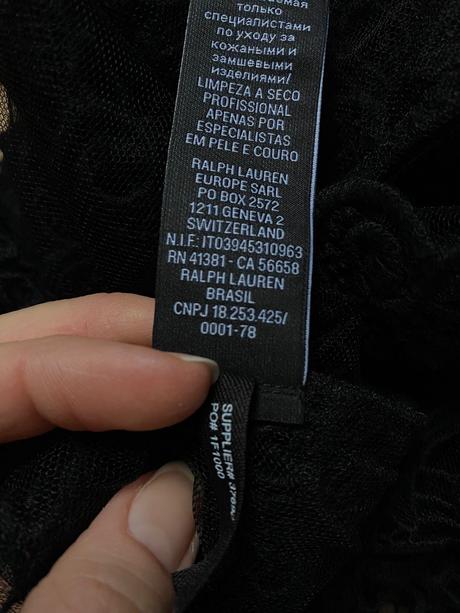 только
специалистами
по уходу за
кожаными и
замшевыми
изделиями/
LIMPEZA A SECO
PROFISSIONAL
APENAS POR
ESPECIALISTAS
EM PELE E COURO
RALPH LAUREN
EUROPE SARL
PO BOX 2572
1211 GENEVA 2
SWITZERLAND
N.I.F: IT03945310963
RN 41381 - CA 56658
RALPH LAUREN
BRASIL
CNPJ 18.253.425/
0001-78
SUPPLIER#
PO# 1F1000